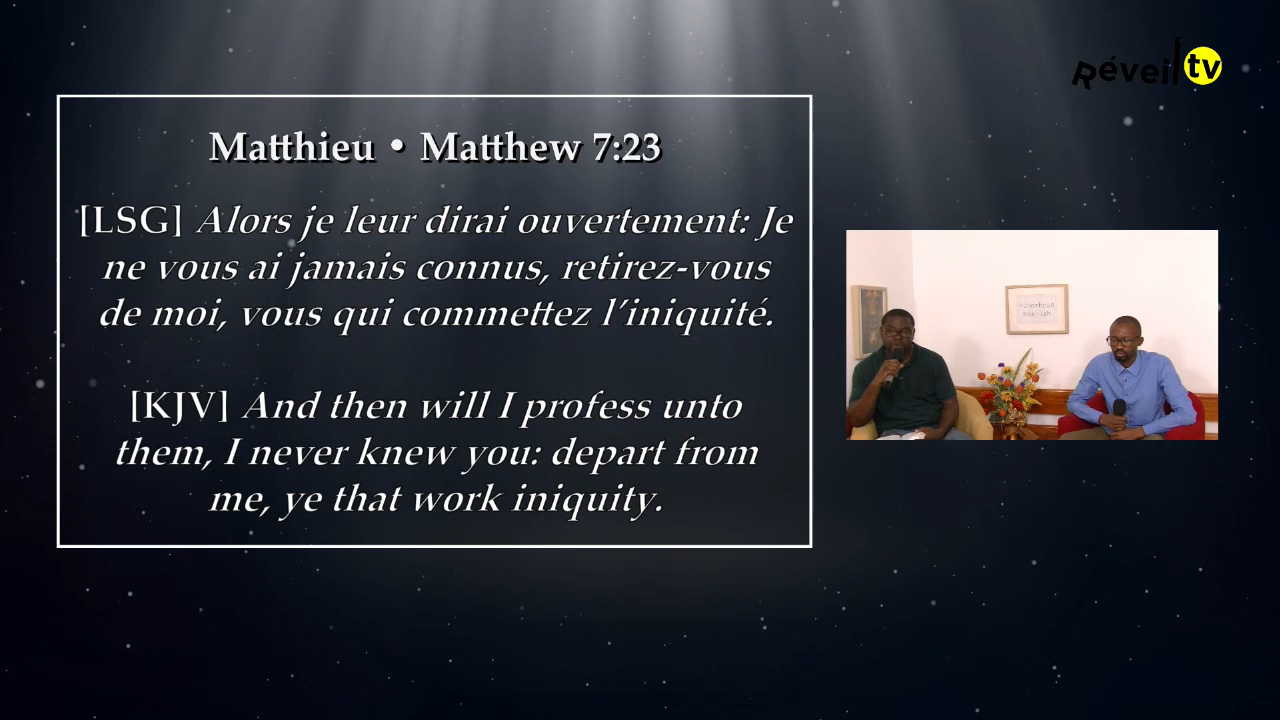 Réveil tv
Matthieu • Matthew 7:23
[LSG] Alors je leur dirai ouvertement: Je
ne vous ai jamais connus, retirez-vous
de moi, vous qui commettez l’iniquité.
[KJV] And then will I profess unto
them, I never knew you: depart from
me, ye that work iniquity.